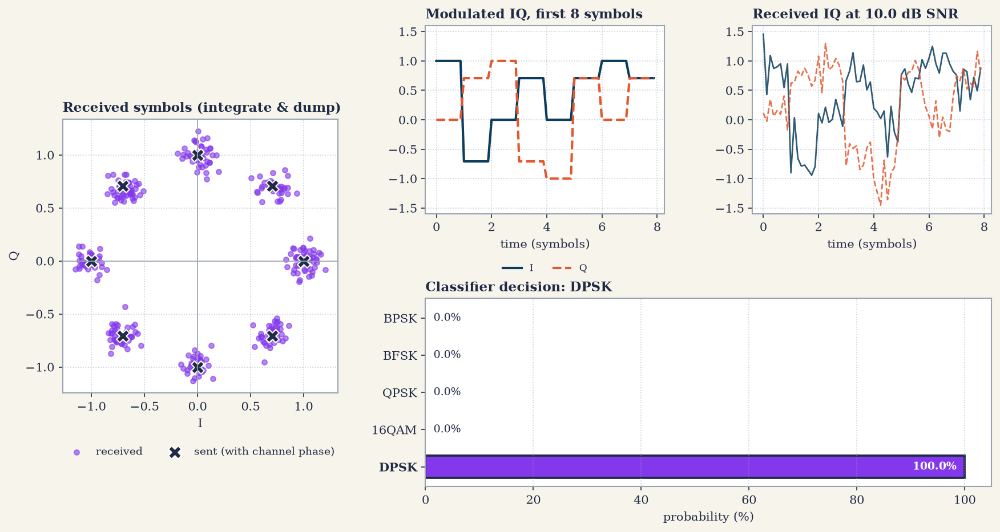 Received symbols (integrate & dump)
1.0
0.5
0.0
−0.5
−1.0
Q
−1.0 −0.5 0.0 0.5 1.0
I
received sent (with channel phase)
Modulated IQ, first 8 symbols
1.5
1.0
0.5
0.0
−0.5
−1.0
−1.5
0 2 4 6 8
time (symbols)
I Q
Received IQ at 10.0 dB SNR
1.5
1.0
0.5
0.0
−0.5
−1.0
−1.5
0 2 4 6 8
time (symbols)
Classifier decision: DPSK
BPSK 0.0%
BFSK 0.0%
QPSK 0.0%
16QAM 0.0%
DPSK 100.0%
0 20 40 60 80 100
probability (%)